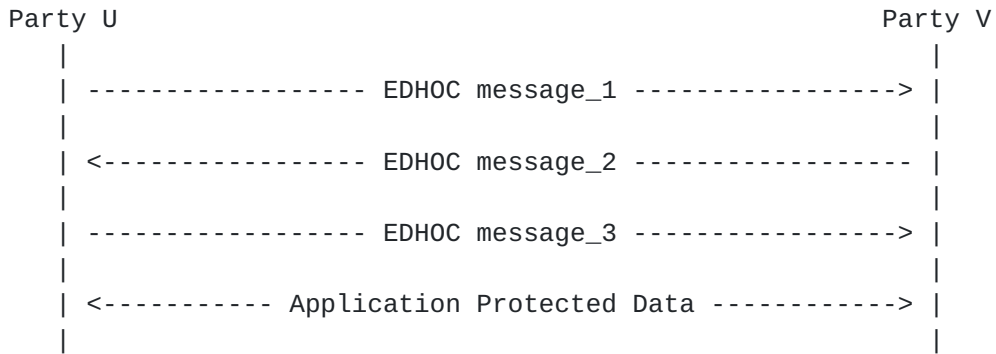 Party U                                                 Party V
   |                                                       |
   | ------------------ EDHOC message_1 -----------------> |
   |                                                       |
   | <----------------- EDHOC message_2 ------------------ |
   |                                                       |
   | ------------------ EDHOC message_3 -----------------> |
   |                                                       |
   | <----------- Application Protected Data ------------> |
   |                                                       |